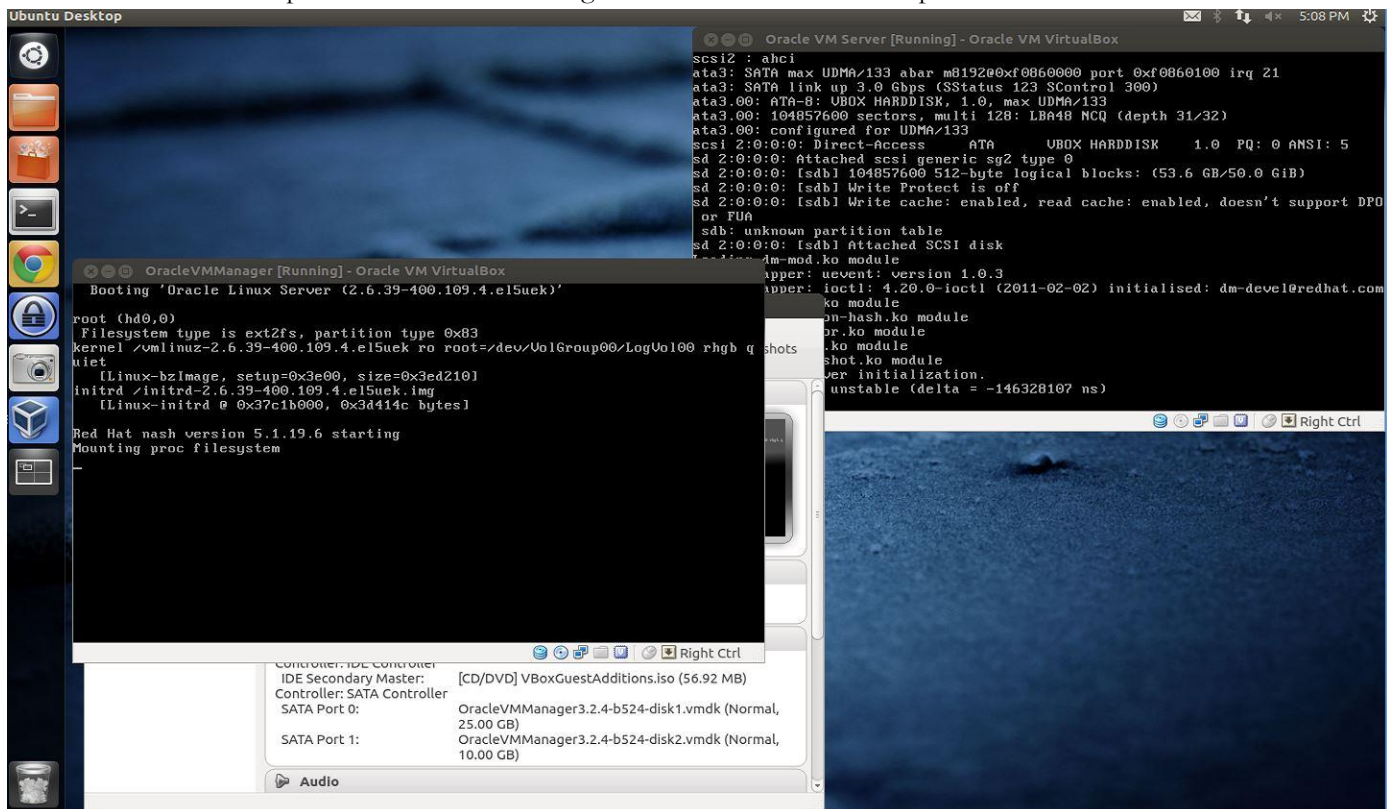 Ubuntu Desktop
5:08 PM
Oracle VM Server [Running] - Oracle VM VirtualBox
scsi2 : ahci
ata3: SATA max UDMA/133 abar m8192@0xf0860000 port 0xf0860100 irq 21
ata3: SATA link up 3.0 Gbps (SStatus 123 SControl 300)
ata3.00: ATA-8: VBOX HARDDISK, 1.0, max UDMA/133
ata3.00: 104857600 sectors, multi 128: LBA48 NCQ (depth 31/32)
ata3.00: configured for UDMA/133
scsi 2:0:0:0: Direct-Access ATA VBOX HARDDISK 1.0 PQ: 0 ANSI: 5
sd 2:0:0:0: Attached scsi generic sg2 type 0
sd 2:0:0:0: [sdb] 104857600 512-byte logical blocks: (53.6 GB/50.0 GiB)
sd 2:0:0:0: [sdb] Write Protect is off
sd 2:0:0:0: [sdb] Write cache: enabled, read cache: enabled, doesn't support DPO
or FUA
sdb: unknown partition table
sd 2:0:0:0: [sdb] Attached SCSI disk
dm-mod.ko module
apper: uevent: version 1.0.3
apper: ioctl: 4.20.0-ioctl (2011-02-02) initialised: dm-devel@redhat.com
ko module
on-hash.ko module
or.ko module
.ko module
shot.ko module
ver initialization.
unstable (delta = -146328107 ns)
Right Ctrl
OracleVMManager [Running] - Oracle VM VirtualBox
Booting 'Oracle Linux Server (2.6.39-400.109.4.el5uek)'
root (hd0,0)
Filesystem type is ext2fs, partition type 0x83
kernel /vmlinuz-2.6.39-400.109.4.el5uek ro root=/dev/VolGroup00/LogVol00 rhgb q
uiet
[Linux-bzImage, setup=0x3e00, size=0x3ed210]
initrd /initrd-2.6.39-400.109.4.el5uek.img
[Linux-initrd @ 0x37c1b000, 0x3d414c bytes]
Red Hat nash version 5.1.19.6 starting
Mounting proc filesystem
Right Ctrl
shots
Controller: IDE Controller
IDE Secondary Master: [CD/DVD] VBoxGuestAdditions.iso (56.92 MB)
Controller: SATA Controller
SATA Port 0: OracleVMManager3.2.4-b524-disk1.vmdk (Normal,
25.00 GB)
SATA Port 1: OracleVMManager3.2.4-b524-disk2.vmdk (Normal,
10.00 GB)
Audio